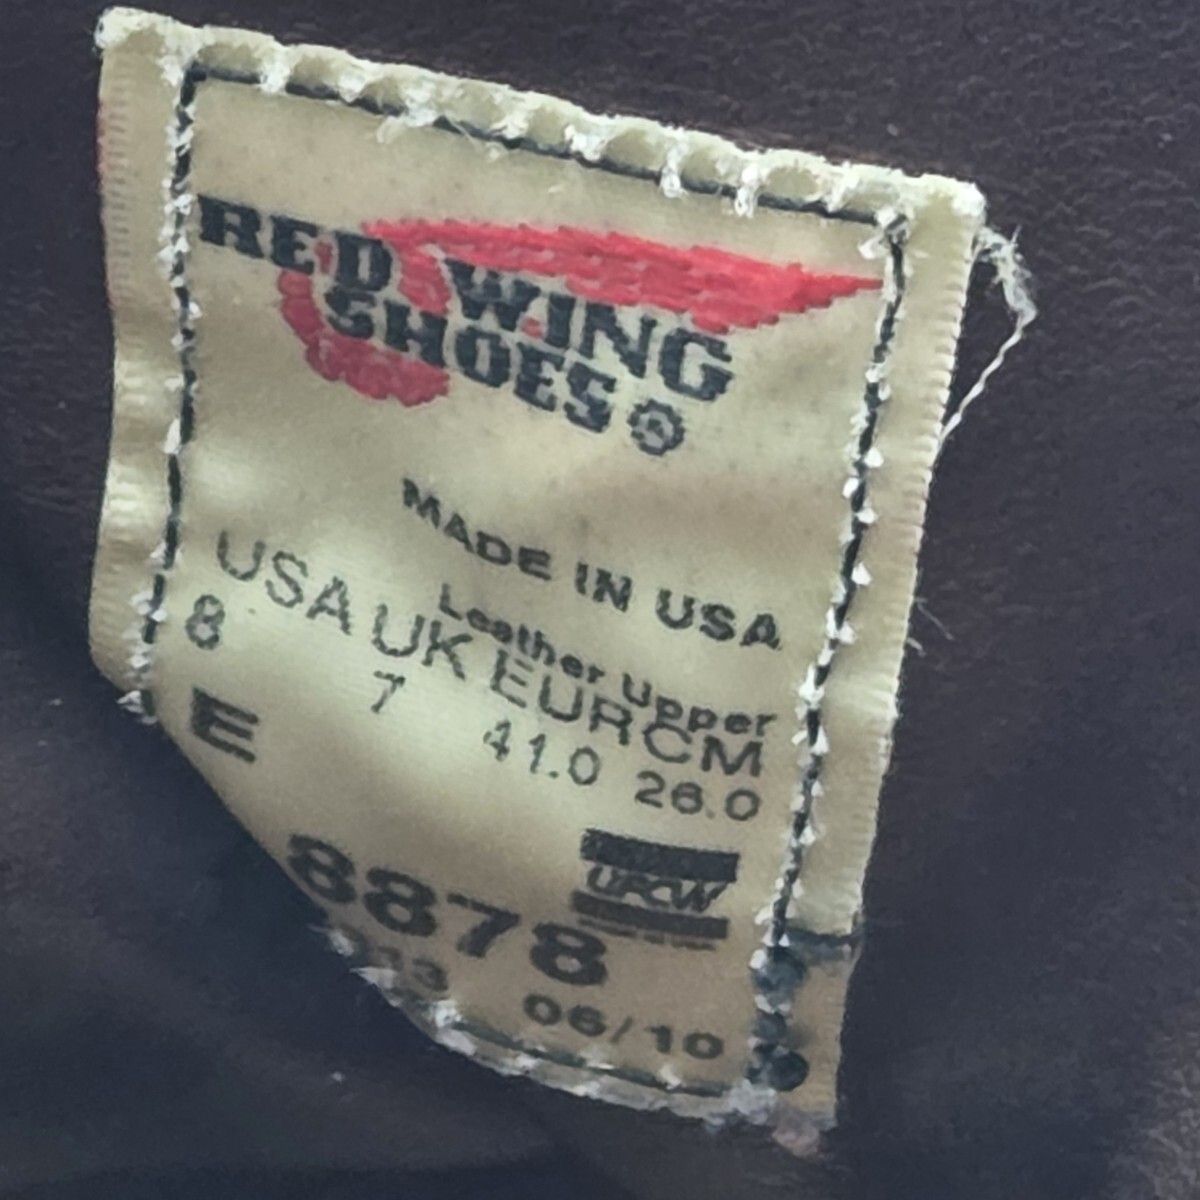 RED WING
SHOES
MADE IN USA
Leather Upper
USA UK EUR CM
8 7 41.0 26.0
E
UFCW
8878
06/10